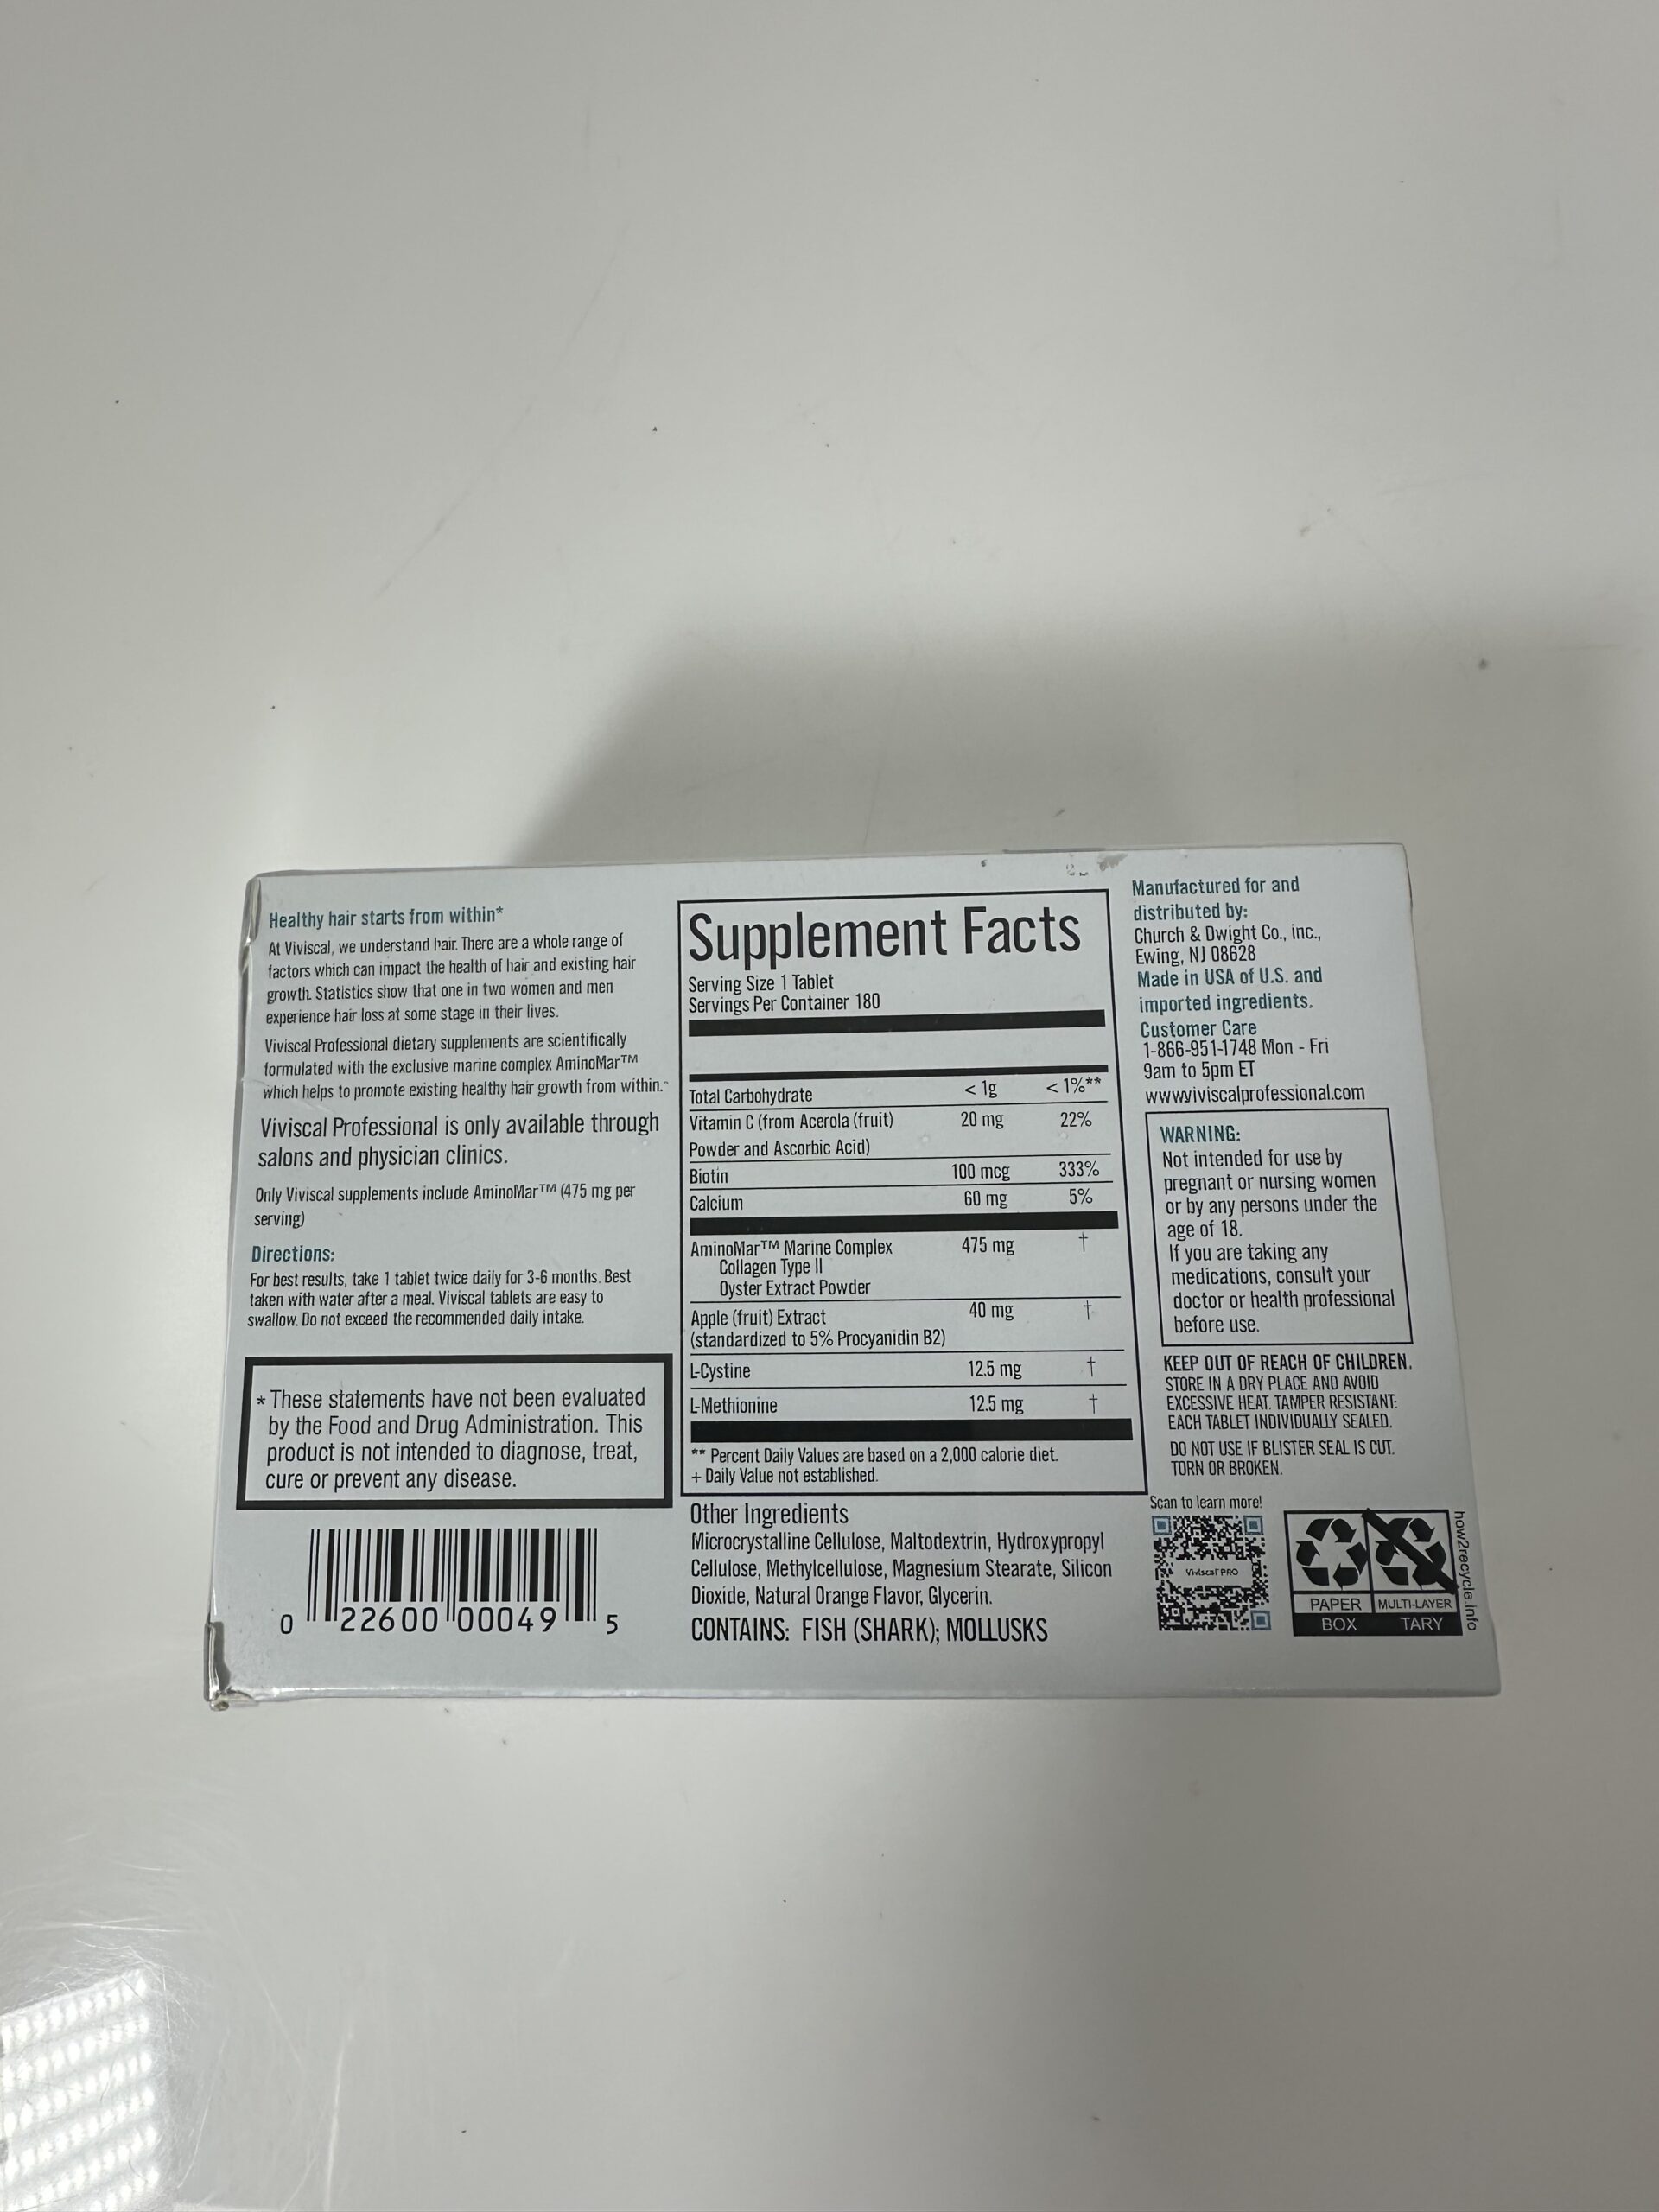 Healthy hair starts from within*
At Viviscal, we understand hair. There are a whole range of
factors which can impact the health of hair and existing hair
growth. Statistics show that one in two women and men
experience hair loss at some stage in their lives.
Viviscal Professional dietary supplements are scientifically
formulated with the exclusive marine complex AminoMar™
which helps to promote existing healthy hair growth from within.*
Viviscal Professional is only available through
salons and physician clinics.
Only Viviscal supplements include AminoMar™ (475 mg per
serving)
Directions:
For best results, take 1 tablet twice daily for 3-6 months. Best
taken with water after a meal. Viviscal tablets are easy to
swallow. Do not exceed the recommended daily intake.
* These statements have not been evaluated
by the Food and Drug Administration. This
product is not intended to diagnose, treat,
cure or prevent any disease.
0 22600 00049 5
Supplement Facts
Serving Size 1 Tablet
Servings Per Container 180
Total Carbohydrate < 1g < 1%**
Vitamin C (from Acerola (fruit) 20 mg 22%
Powder and Ascorbic Acid)
Biotin 100 mcg 333%
Calcium 60 mg 5%
AminoMar™ Marine Complex 475 mg †
Collagen Type II
Oyster Extract Powder
Apple (fruit) Extract 40 mg †
(standardized to 5% Procyanidin B2)
L-Cystine 12.5 mg †
L-Methionine 12.5 mg †
** Percent Daily Values are based on a 2,000 calorie diet.
+ Daily Value not established.
Other Ingredients
Microcrystalline Cellulose, Maltodextrin, Hydroxypropyl
Cellulose, Methylcellulose, Magnesium Stearate, Silicon
Dioxide, Natural Orange Flavor, Glycerin.
CONTAINS: FISH (SHARK); MOLLUSKS
Manufactured for and
distributed by:
Church & Dwight Co., inc.,
Ewing, NJ 08628
Made in USA of U.S. and
imported ingredients.
Customer Care
1-866-951-1748 Mon - Fri
9am to 5pm ET
www.viviscalprofessional.com
WARNING:
Not intended for use by
pregnant or nursing women
or by any persons under the
age of 18.
If you are taking any
medications, consult your
doctor or health professional
before use.
KEEP OUT OF REACH OF CHILDREN.
STORE IN A DRY PLACE AND AVOID
EXCESSIVE HEAT. TAMPER RESISTANT:
EACH TABLET INDIVIDUALLY SEALED.
DO NOT USE IF BLISTER SEAL IS CUT.
TORN OR BROKEN.
Scan to learn more!
Viviscal PRO
PAPER MULTI-LAYER
BOX TARY
how2recycle.info